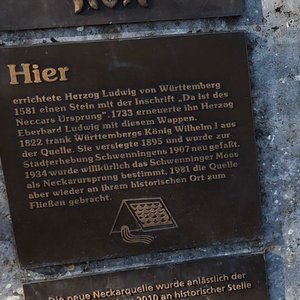 Hier
errichtete Herzog Ludwig von Württemberg
1581 einen Stein mit der Inschrift „Da ist des
Neccars Ursprung". 1733 erneuerte ihn Herzog
Eberhard Ludwig mit diesem Wappen.
1822 trank Württembergs König Wilhelm I aus
der Quelle. Sie versiegte 1895 und wurde zur
Stadterhebung Schwenningens 1907 neu gefaßt.
1934 wurde willkürlich das Schwenninger Moos
als Neckarursprung bestimmt, 1981 die Quelle
aber wieder an ihrem historischen Ort zum
Fließen gebracht.
Die neue Neckarquelle wurde anlässlich der
2010 an historischer Stelle